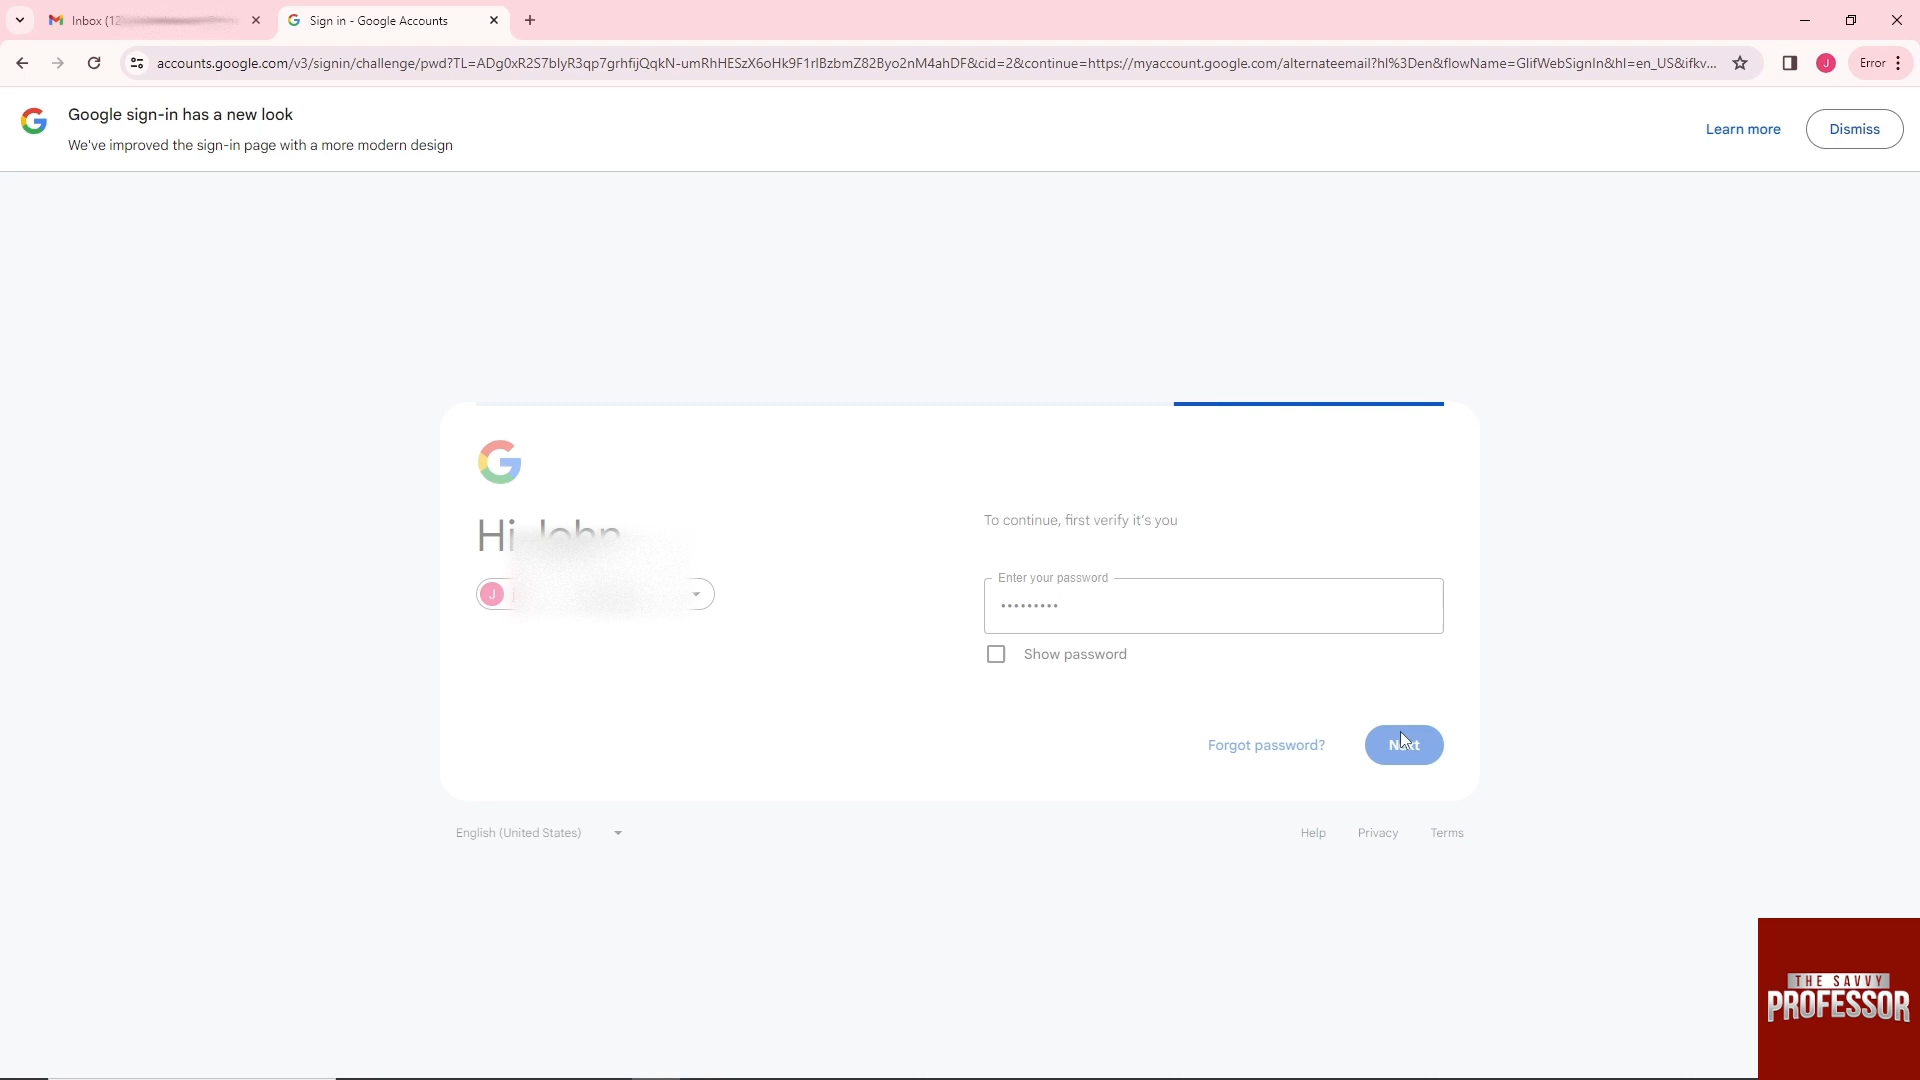 Inbox (12
Sign in - Google Accounts
accounts.google.com/v3/signin/challenge/pwd?TL=ADg0xR2S7blyR3qp7grhfijQqkN-umRhHESzX6oHk9F1rlBzbmZ82Byo2nM4ahDF&cid=2&continue=https://myaccount.google.com/alternateemail?hl%3Den&flowName=GlifWebSignIn&hl=en_US&ifkv...
J
Error
Google sign-in has a new look
We've improved the sign-in page with a more modern design
Learn more
Dismiss
Hi John
J
To continue, first verify it's you
Enter your password
Show password
Forgot password?
Next
English (United States)
Help
Privacy
Terms
THE SAVVY
PROFESSOR